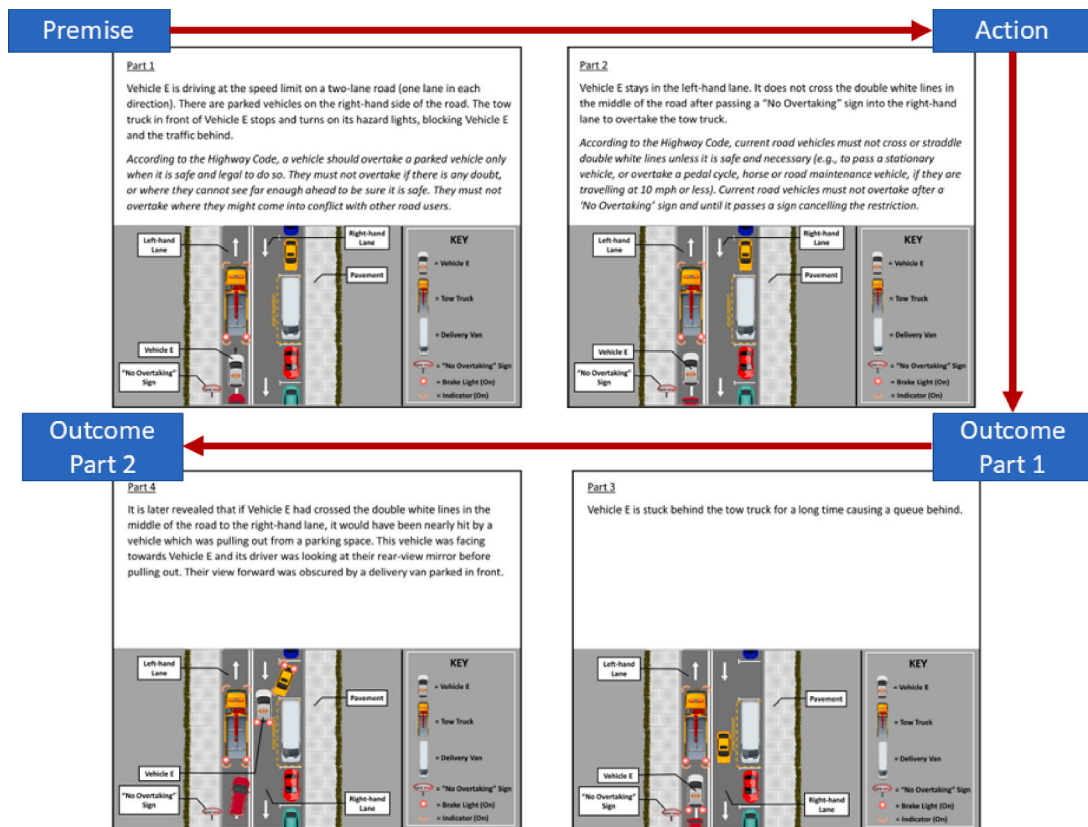 Premise
Action
Part 1
Vehicle E is driving at the speed limit on a two-lane road (one lane in each
direction). There are parked vehicles on the right-hand side of the road. The tow
truck in front of Vehicle E stops and turns on its hazard lights, blocking Vehicle E
and the traffic behind.
According to the Highway Code, a vehicle should overtake a parked vehicle only
when it is safe and legal to do so. They must not overtake if there is any doubt,
or where they cannot see far enough ahead to be sure it is safe. They must not
overtake where they might come into conflict with other road users.
Left-hand
Lane
Right-hand
Lane
Pavement
Vehicle E
"No Overtaking"
Sign
KEY
= Vehicle E
= Tow Truck
= Delivery Van
= "No Overtaking" Sign
= Brake Light (On)
= Indicator (On)
Part 2
Vehicle E stays in the left-hand lane. It does not cross the double white lines in
the middle of the road after passing a "No Overtaking" sign into the right-hand
lane to overtake the tow truck.
According to the Highway Code, current road vehicles must not cross or straddle
double white lines unless it is safe and necessary (e.g., to pass a stationary
vehicle, or overtake a pedal cycle, horse or road maintenance vehicle, if they are
travelling at 10 mph or less). Current road vehicles must not overtake after a
'No Overtaking' sign and until it passes a sign cancelling the restriction.
Left-hand
Lane
Right-hand
Lane
Pavement
Vehicle E
"No Overtaking"
Sign
KEY
= Vehicle E
= Tow Truck
= Delivery Van
= "No Overtaking" Sign
= Brake Light (On)
= Indicator (On)
Outcome
Part 1
Part 3
Vehicle E is stuck behind the tow truck for a long time causing a queue behind.
Left-hand
Lane
Pavement
Vehicle E
"No Overtaking"
Sign
Right-hand
Lane
KEY
= Vehicle E
= Tow Truck
= Delivery Van
= "No Overtaking" Sign
= Brake Light (On)
= Indicator (On)
Outcome
Part 2
Part 4
It is later revealed that if Vehicle E had crossed the double white lines in the
middle of the road to the right-hand lane, it would have been nearly hit by a
vehicle which was pulling out from a parking space. This vehicle was facing
towards Vehicle E and its driver was looking at their rear-view mirror before
pulling out. Their view forward was obscured by a delivery van parked in front.
Left-hand
Lane
Pavement
Vehicle E
"No Overtaking"
Sign
Right-hand
Lane
KEY
= Vehicle E
= Tow Truck
= Delivery Van
= "No Overtaking" Sign
= Brake Light (On)
= Indicator (On)